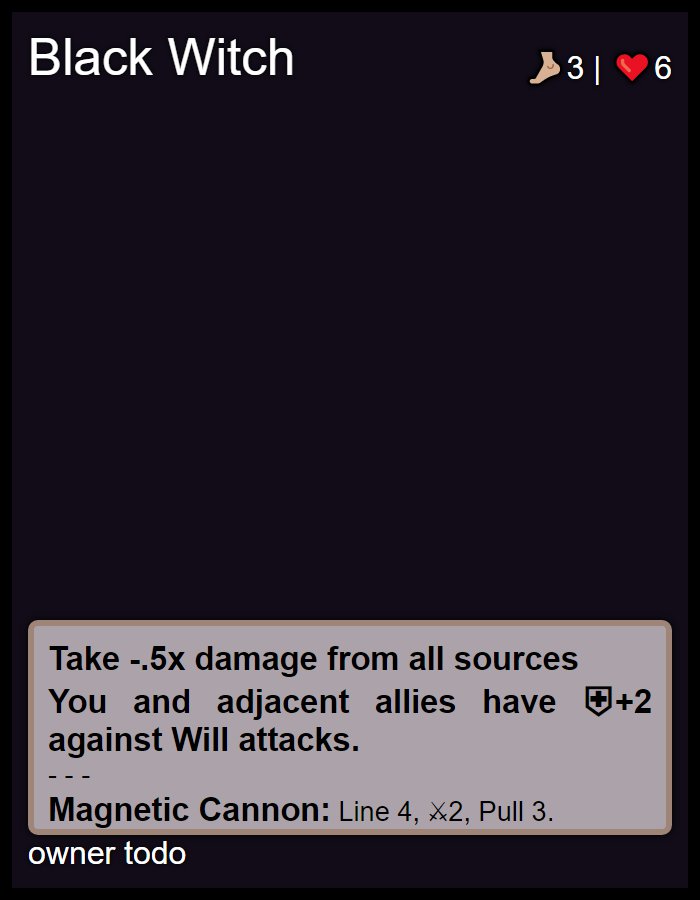 Black Witch
🦶🏼3 | ❤️6
Take -.5x damage from all sources
You and adjacent allies have ⛨+2
against Will attacks.
- - -
Magnetic Cannon: Line 4, ⚔2, Pull 3.
owner todo